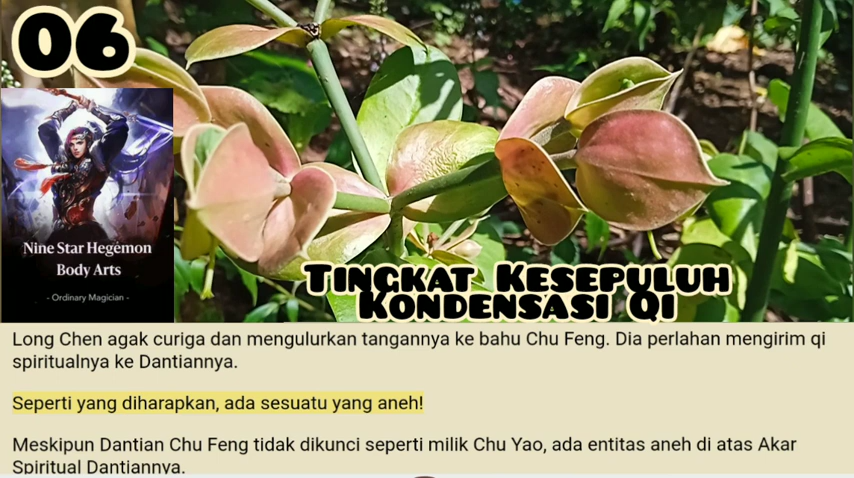 06
Nine Star Hegemon
Body Arts
- Ordinary Magician -
Tingkat Kesepuluh
Kondensasi Qi
Long Chen agak curiga dan mengulurkan tangannya ke bahu Chu Feng. Dia perlahan mengirim qi
spiritualnya ke Dantiannya.
Seperti yang diharapkan, ada sesuatu yang aneh!
Meskipun Dantian Chu Feng tidak dikunci seperti milik Chu Yao, ada entitas aneh di atas Akar
Spiritual Dantiannya.